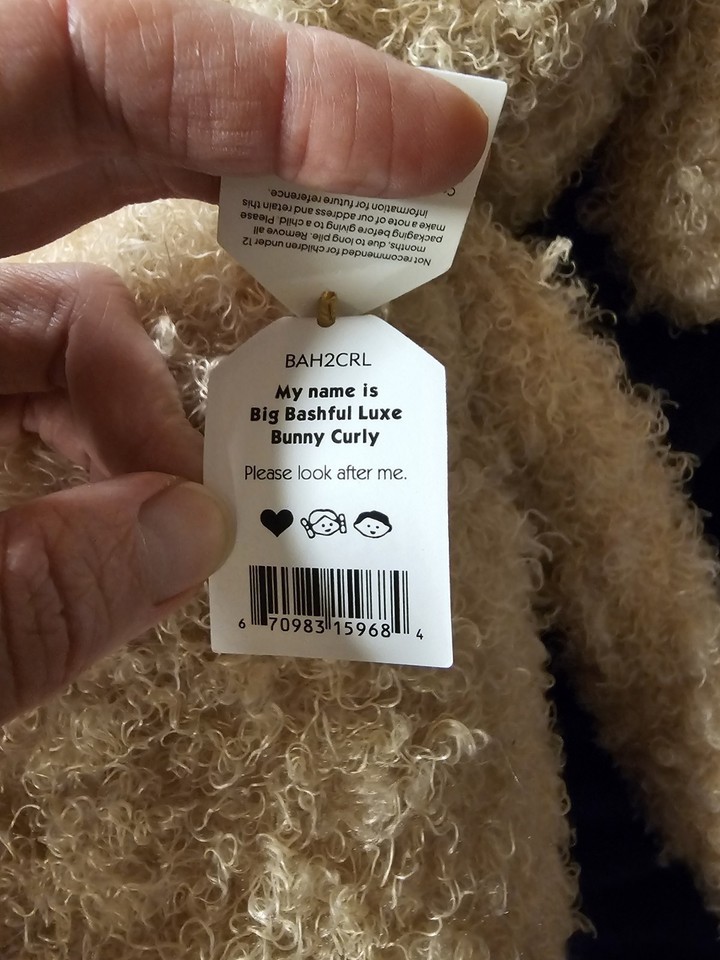 Not recommended for children under 12
months, due to long pile. Remove all
packaging before giving to a child. Please
make a note of our address and retain this
information for future reference.
BAH2CRL
My name is
Big Bashful Luxe
Bunny Curly
Please look after me.
6 70983 15968 4